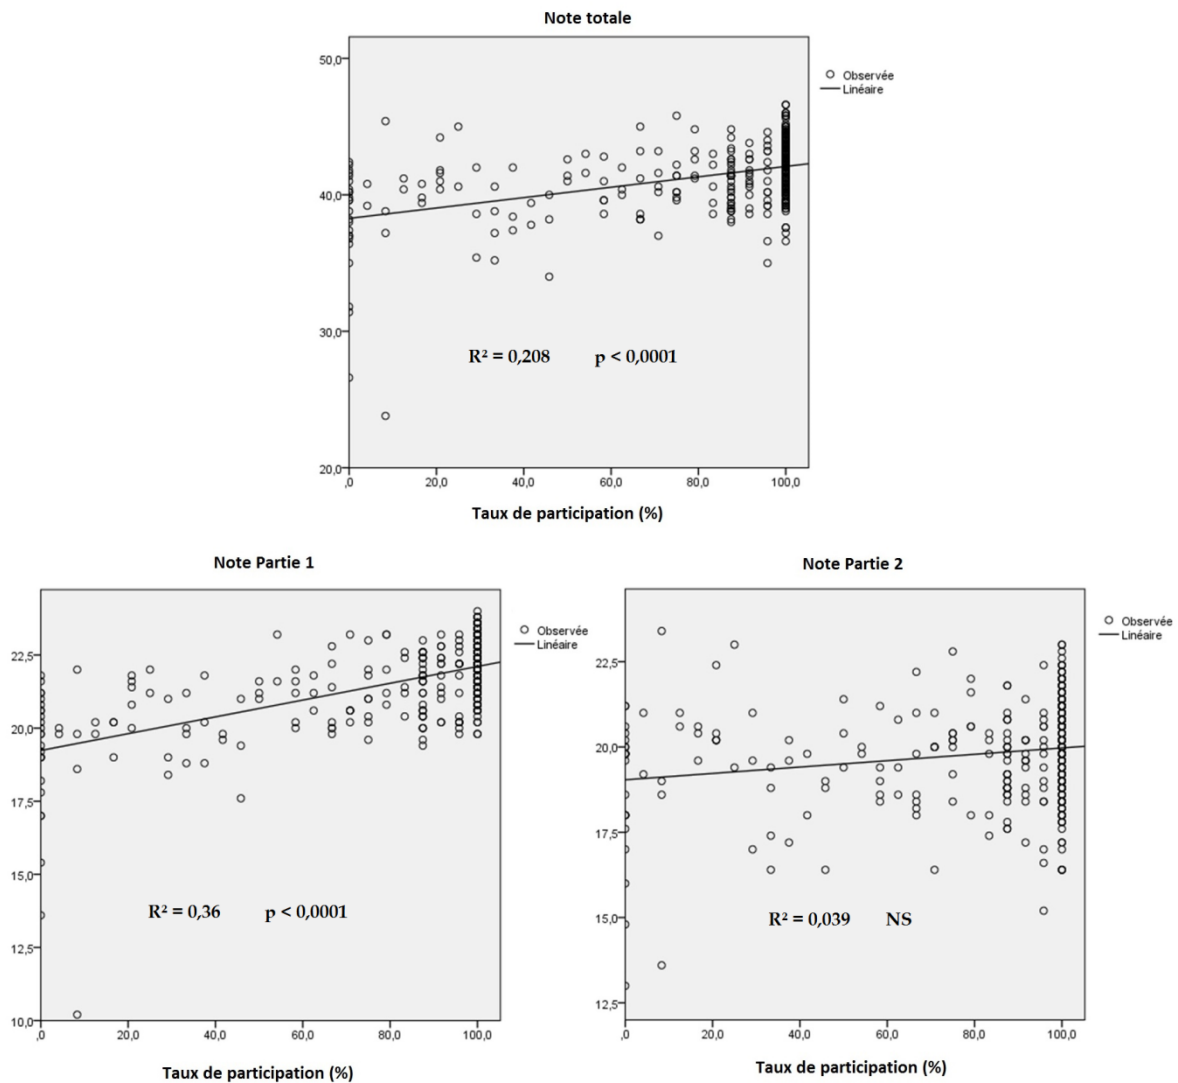 Note totale
50,0
40,0
30,0
20,0
,0 20,0 40,0 60,0 80,0 100,0
Observée
Linéaire
R² = 0,208 p < 0,0001
Taux de participation (%)
Note Partie 1
22,5
20,0
17,5
15,0
12,5
10,0
,0 20,0 40,0 60,0 80,0 100,0
Observée
Linéaire
R² = 0,36 p < 0,0001
Taux de participation (%)
Note Partie 2
22,5
20,0
17,5
15,0
12,5
,0 20,0 40,0 60,0 80,0 100,0
Observée
Linéaire
R² = 0,039 NS
Taux de participation (%)